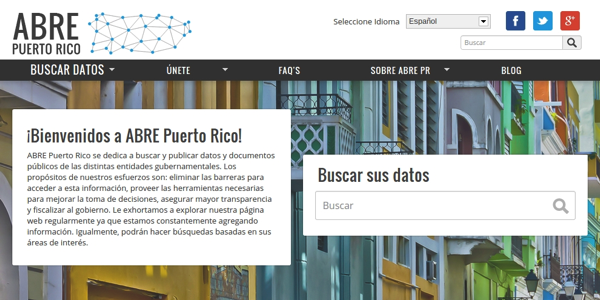 ABRE
PUERTO RICO
Seleccione Idioma
Español
Buscar
BUSCAR DATOS
ÚNETE
FAQ'S
SOBRE ABRE PR
BLOG
¡Bienvenidos a ABRE Puerto Rico!
ABRE Puerto Rico se dedica a buscar y publicar datos y documentos
públicos de las distintas entidades gubernamentales. Los
propósitos de nuestros esfuerzos son: eliminar las barreras para
acceder a esta información, proveer las herramientas necesarias
para mejorar la toma de decisiones, asegurar mayor transparencia
y fiscalizar al gobierno. Le exhortamos a explorar nuestra página
web regularmente ya que estamos constantemente agregando
información. Igualmente, podrán hacer búsquedas basadas en sus
áreas de interés.
Buscar sus datos
Buscar